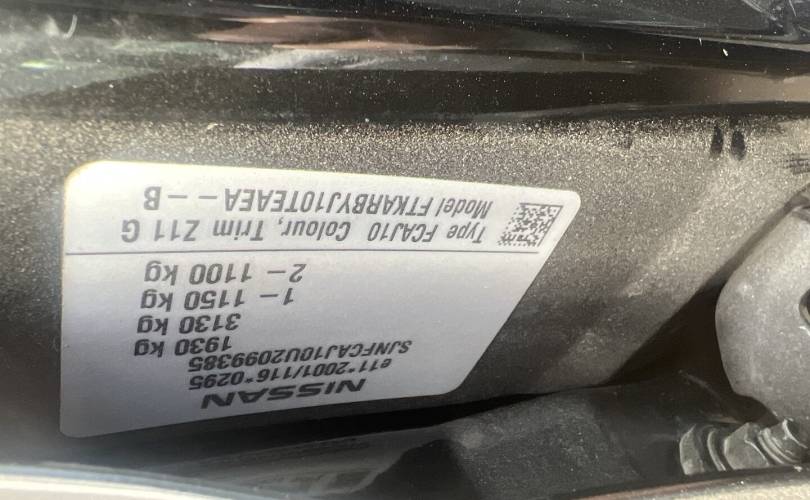 NISSAN
e11*2001/116*0295
SJNFCAJ10U2099385
1930 kg
3130 kg
1 – 1150 kg
2 – 1100 kg
Type FCAJ10 Colour, Trim Z11 G
Model FTKARBYJ10TEAEA – – B